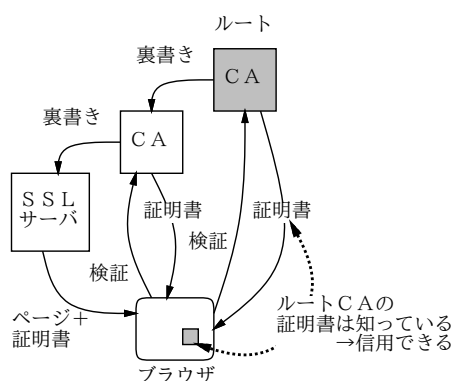 ルート
裏書き
ＣＡ
裏書き
ＣＡ
ＳＳＬ
サーバ
証明書
証明書
検証
検証
ページ＋
証明書
ルートＣＡの
証明書は知っている
→信用できる
ブラウザ